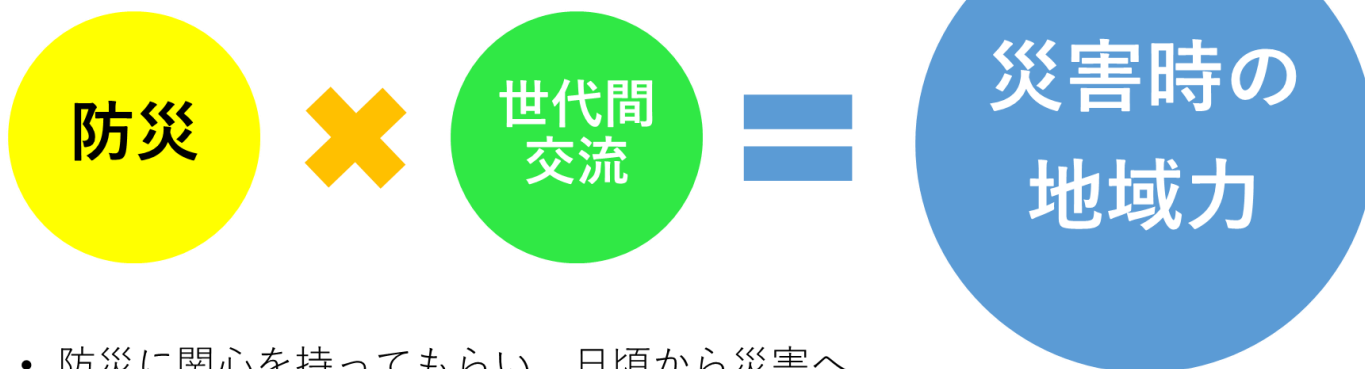 防災
世代間
交流
災害時の
地域力
• 防災に関心を持ってもらい、日頃から災害へ